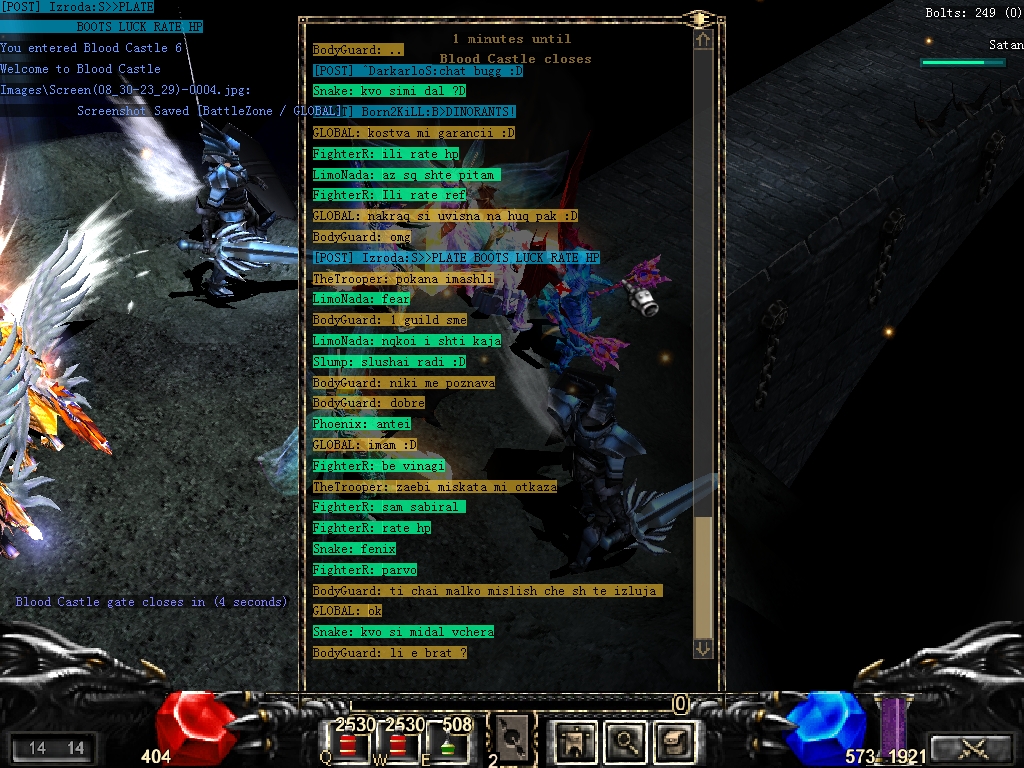 [POST] Izroda:S>>PLATE
BOOTS LUCK RATE HP
You entered Blood Castle 6
Welcome to Blood Castle
Images\Screen(08_30-23_29)-0004.jpg:
Screenshot Saved [BattleZone / GLOBAL]
Bolts: 249 (0)
Satan
1 minutes until
Blood Castle closes
BodyGuard: ..
[POST] ~DarkarloS:chat bugg :D
Snake: kvo simi dal ?D
Born2KiLL:B>DINORANTS!
GLOBAL: kostva mi garancii :D
FighterR: ili rate hp
LimoNada: az sq shte pitam
FighterR: Ili rate ref
GLOBAL: nakraq si uvisna na huq pak :D
BodyGuard: omg
[POST] Izroda:S>>PLATE BOOTS LUCK RATE HP
TheTrooper: pokana imashli
LimoNada: fear
BodyGuard: 1 guild sme
LimoNada: nqkoi i shti kaja
Slump: slushai radi :D
BodyGuard: niki me poznava
BodyGuard: dobre
Phoenix: antei
GLOBAL: imam :D
FighterR: be vinagi
TheTrooper: zaebi miskata mi otkaza
FighterR: sam sabiral
FighterR: rate hp
Snake: fenix
FighterR: parvo
BodyGuard: ti chai malko mislish che sh te izluja
GLOBAL: ok
Snake: kvo si midal vchera
BodyGuard: li e brat ?
Blood Castle gate closes in (4 seconds)
0
2530 2530 508
Q W E 2
14 14
404
573 1921